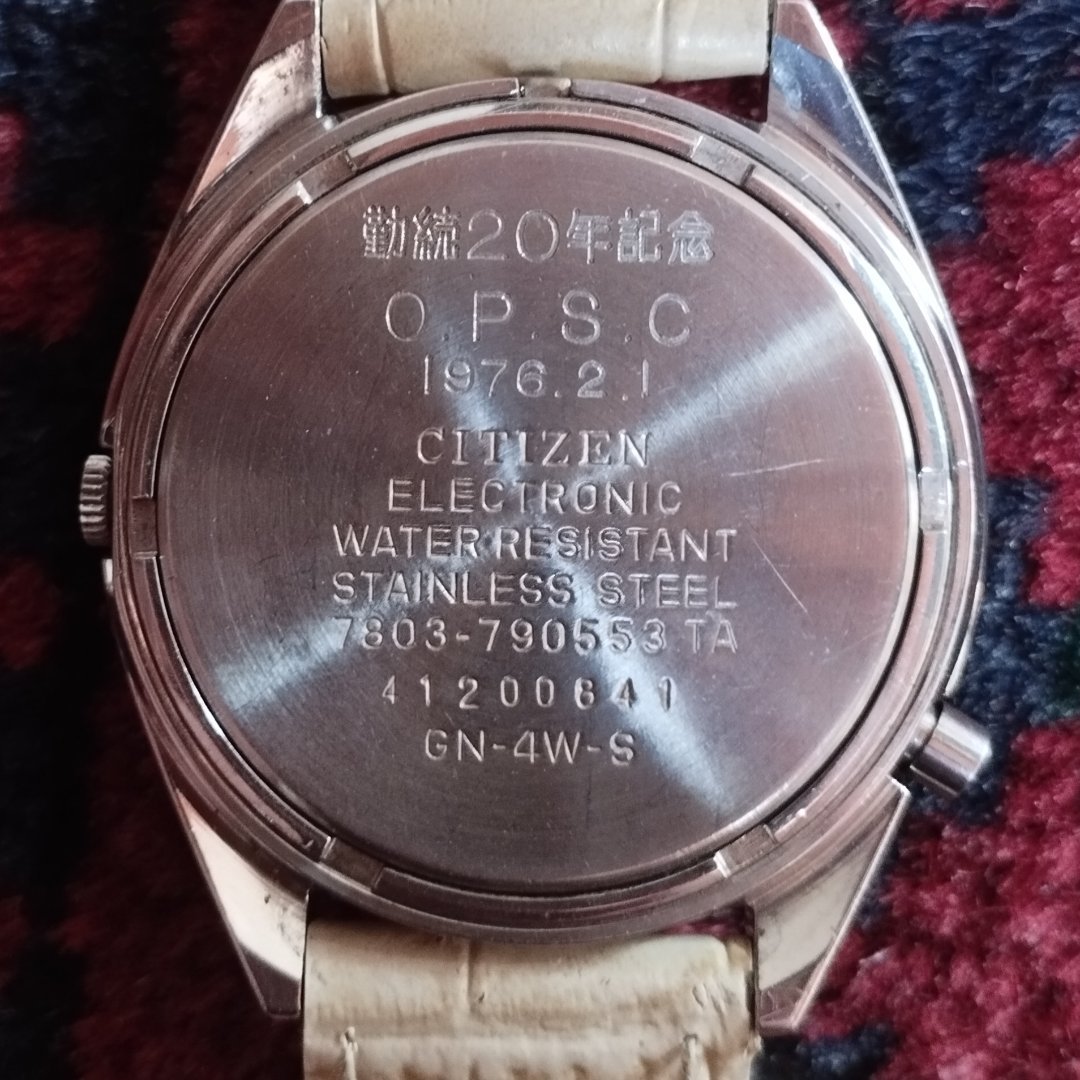 勤続20年記念
O.P.S.C
1976.2.1
CITIZEN
ELECTRONIC
WATER RESISTANT
STAINLESS STEEL
7803-790553 TA
41200641
GN-4W-S